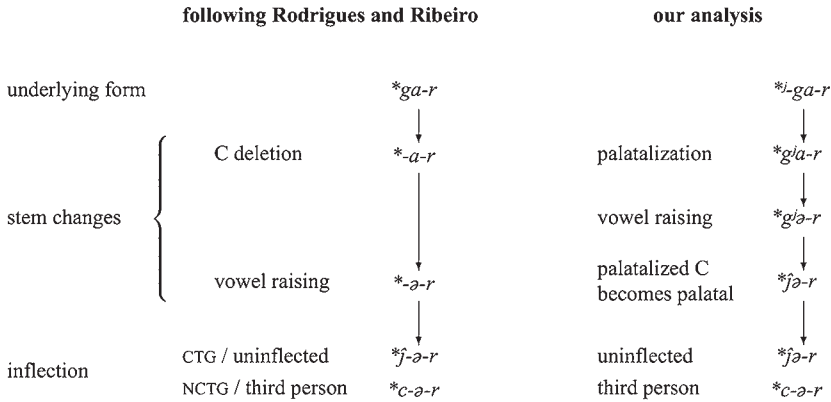 following Rodrigues and Ribeiro our analysis
underlying form *ga-r *ʲ-ga-r
C deletion *-a-r palatalization *gʲa-r
stem changes vowel raising *gʲə-r
vowel raising *-ə-r palatalized C becomes palatal *ɟ̂ə-r
inflection
CTG / uninflected *ɟ̂-ə-r uninflected *ɟ̂ə-r
NCTG / third person *c-ə-r third person *c-ə-r